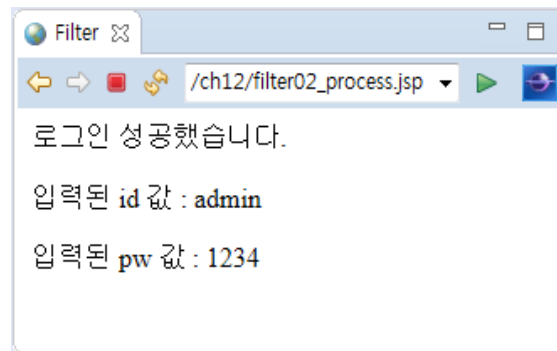 Filter
/ch12/filter02_process.jsp
로그인 성공했습니다.
입력된 id 값 : admin
입력된 pw 값 : 1234